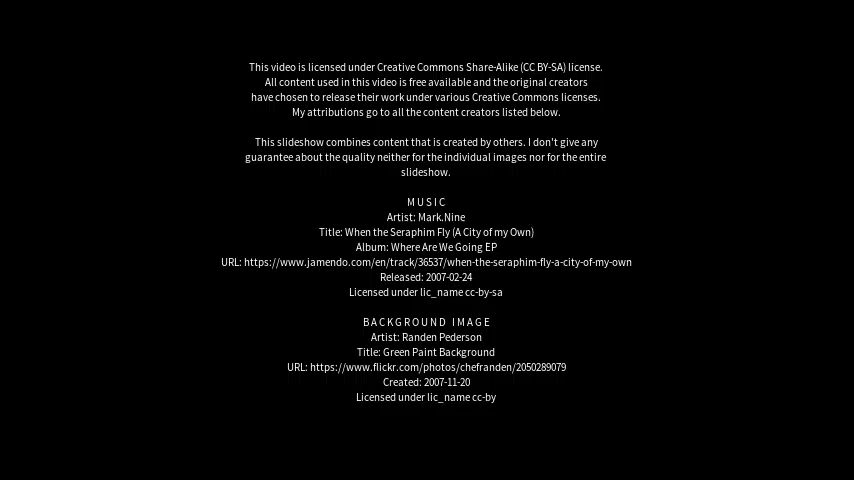 This video is licensed under Creative Commons Share-Alike (CC BY-SA) license.
All content used in this video is free available and the original creators
have chosen to release their work under various Creative Commons licenses.
My attributions go to all the content creators listed below.
This slideshow combines content that is created by others. I don't give any
guarantee about the quality neither for the individual images nor for the entire
slideshow.
MUSIC
Artist: Mark.Nine
Title: When the Seraphim Fly (A City of my Own)
Album: Where Are We Going EP
URL: https://www.jamendo.com/en/track/36537/when-the-seraphim-fly-a-city-of-my-own
Released: 2007-02-24
Licensed under lic_name cc-by-sa
BACKGROUND IMAGE
Artist: Randen Pederson
Title: Green Paint Background
URL: https://www.flickr.com/photos/chefranden/2050289079
Created: 2007-11-20
Licensed under lic_name cc-by